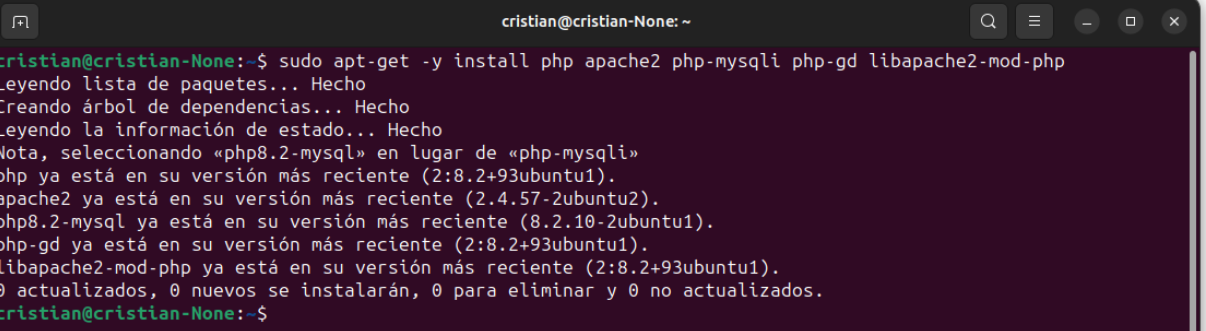 cristian@cristian-None: ~
cristian@cristian-None:~$ sudo apt-get -y install php apache2 php-mysqli php-gd libapache2-mod-php
Leyendo lista de paquetes... Hecho
Creando árbol de dependencias... Hecho
Leyendo la información de estado... Hecho
Nota, seleccionando «php8.2-mysql» en lugar de «php-mysqli»
php ya está en su versión más reciente (2:8.2+93ubuntu1).
apache2 ya está en su versión más reciente (2.4.57-2ubuntu2).
php8.2-mysql ya está en su versión más reciente (8.2.10-2ubuntu1).
php-gd ya está en su versión más reciente (2:8.2+93ubuntu1).
libapache2-mod-php ya está en su versión más reciente (2:8.2+93ubuntu1).
0 actualizados, 0 nuevos se instalarán, 0 para eliminar y 0 no actualizados.
cristian@cristian-None:~$